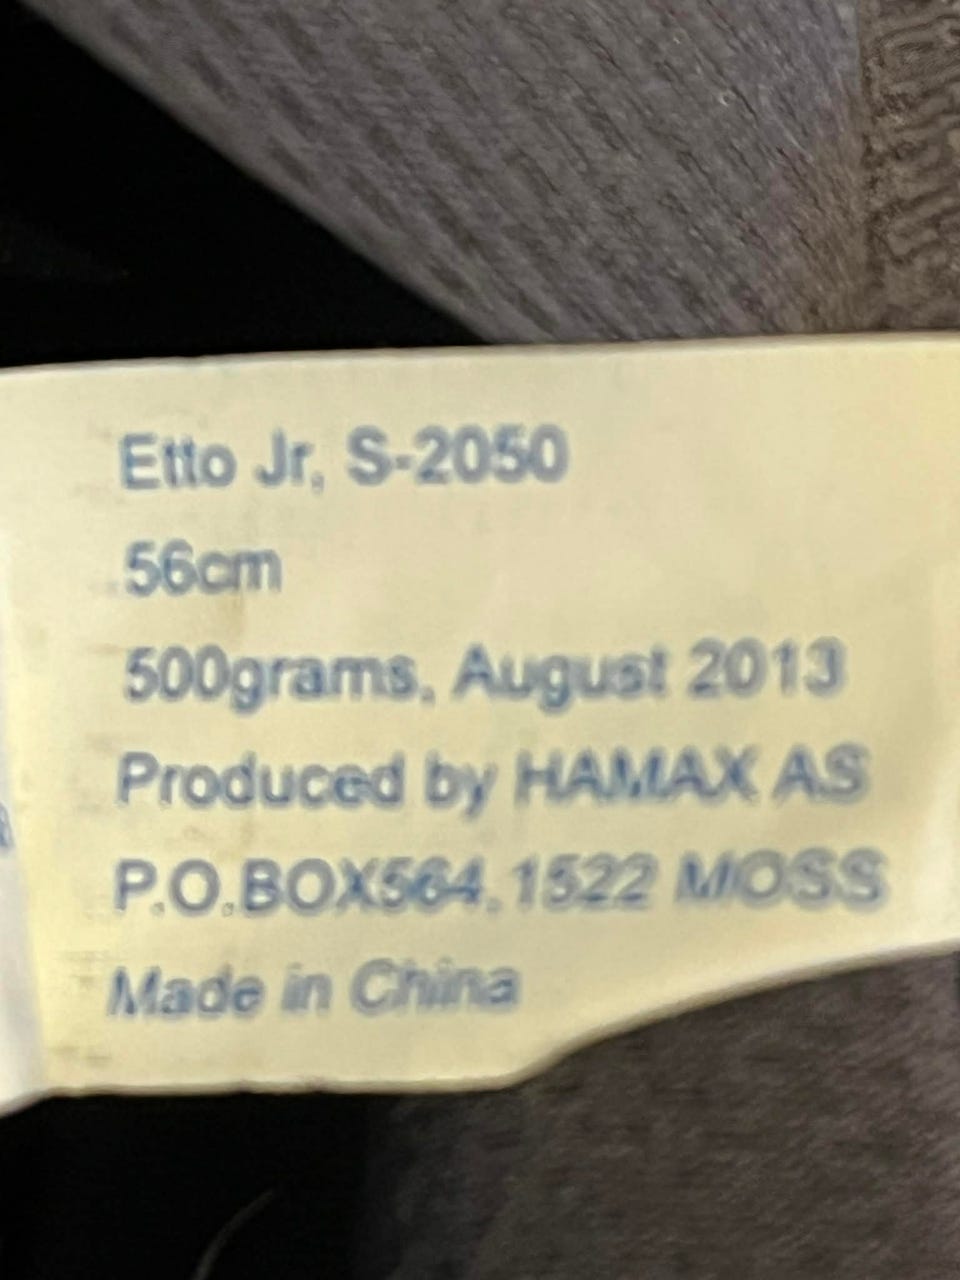 Etto Jr, S-2050
56cm
500grams, August 2013
Produced by HAMAX AS
P.O.BOX564, 1522 MOSS
Made in China